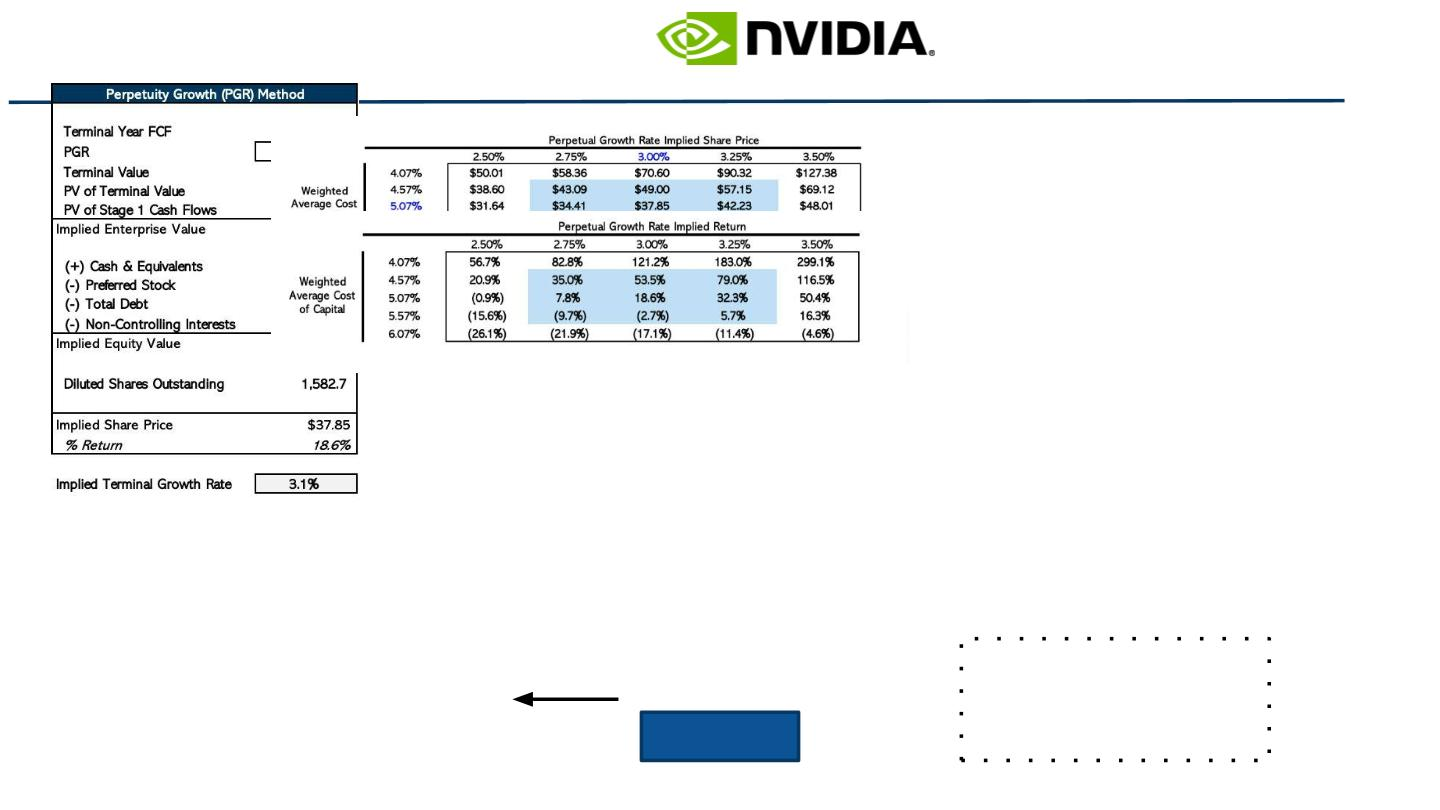 NVIDIA.
Perpetuity Growth (PGR) Method
Terminal Year FCF
PGR
Terminal Value
PV of Terminal Value
PV of Stage 1 Cash Flows
Implied Enterprise Value
(+) Cash & Equivalents
(-) Preferred Stock
(-) Total Debt
(-) Non-Controlling Interests
Implied Equity Value
Diluted Shares Outstanding 1,582.7
Implied Share Price $37.85
% Return 18.6%
Implied Terminal Growth Rate 3.1%
Perpetual Growth Rate Implied Share Price
2.50% 2.75% 3.00% 3.25% 3.50%
4.07% $50.01 $58.36 $70.60 $90.32 $127.38
Weighted 4.57% $38.60 $43.09 $49.00 $57.15 $69.12
Average Cost 5.07% $31.64 $34.41 $37.85 $42.23 $48.01
Perpetual Growth Rate Implied Return
2.50% 2.75% 3.00% 3.25% 3.50%
4.07% 56.7% 82.8% 121.2% 183.0% 299.1%
Weighted 4.57% 20.9% 35.0% 53.5% 79.0% 116.5%
Average Cost 5.07% (0.9%) 7.8% 18.6% 32.3% 50.4%
of Capital 5.57% (15.6%) (9.7%) (2.7%) 5.7% 16.3%
6.07% (26.1%) (21.9%) (17.1%) (11.4%) (4.6%)